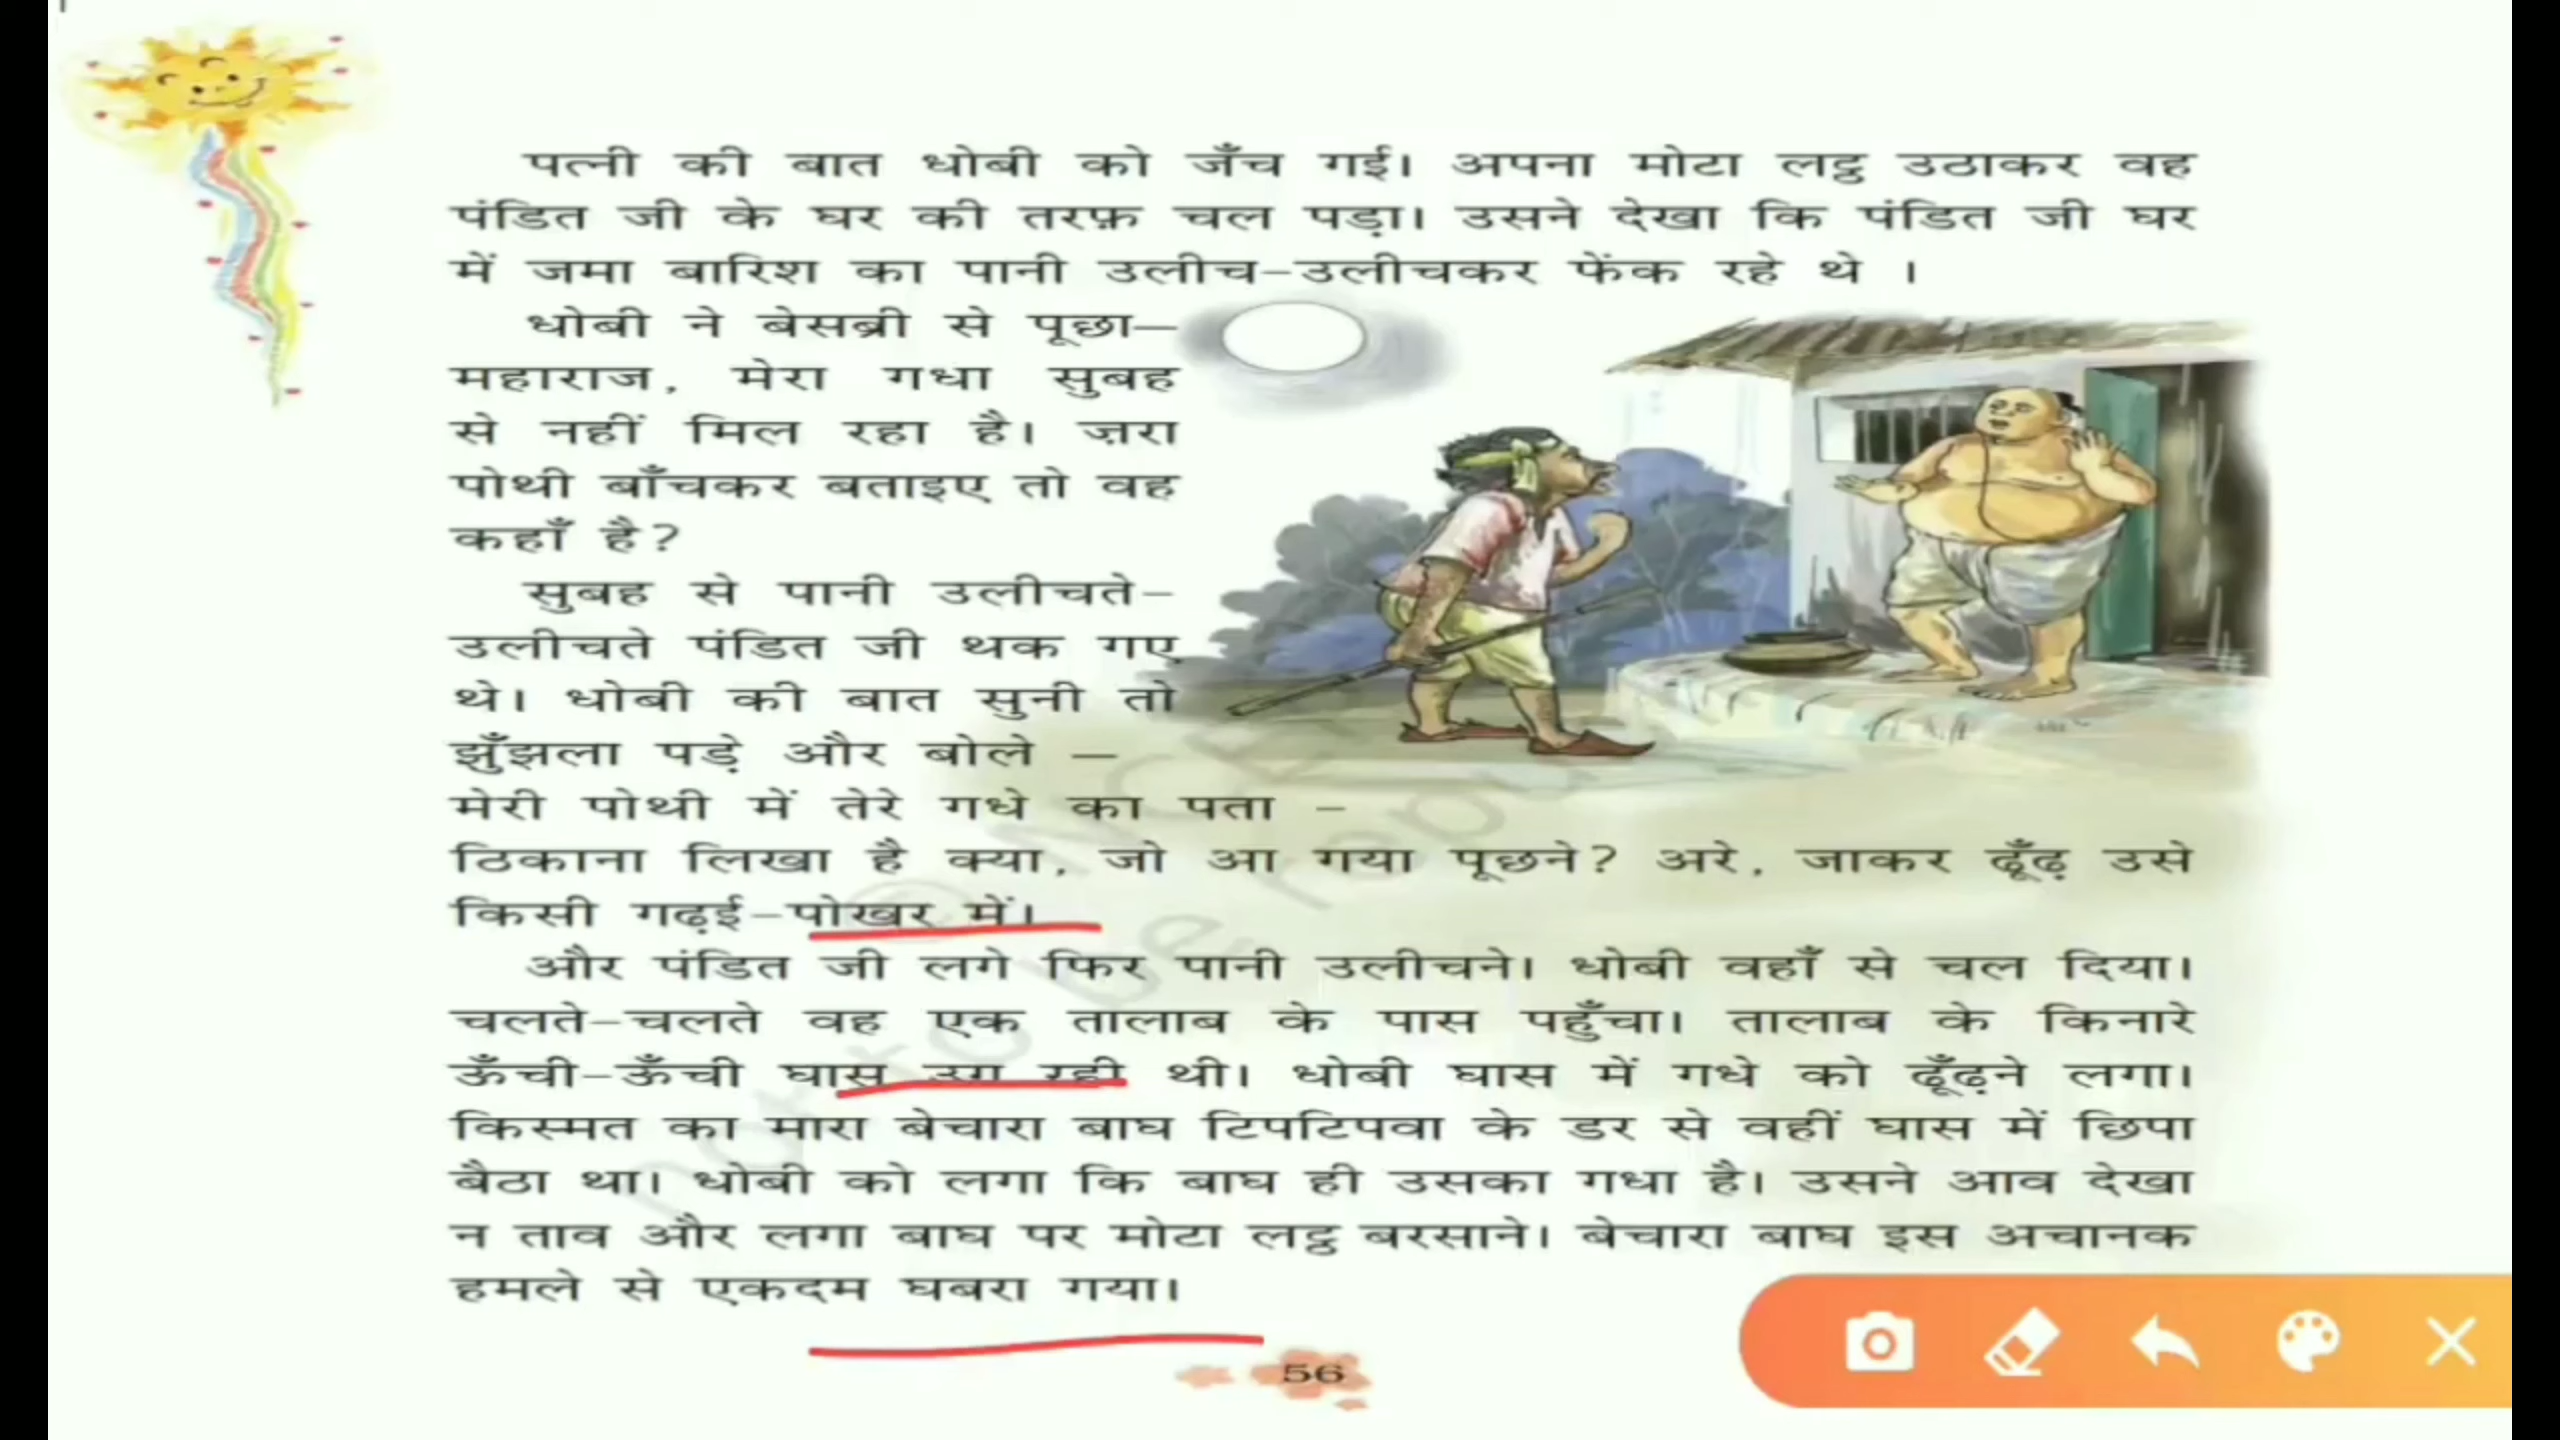 पत्नी की बात धोबी को जँच गई। अपना मोटा लट्ठ उठाकर वह
पंडित जी के घर की तरफ़ चल पड़ा। उसने देखा कि पंडित जी घर
में जमा बारिश का पानी उलीच-उलीचकर फेंक रहे थे ।
धोबी ने बेसब्री से पूछा—
महाराज, मेरा गधा सुबह
से नहीं मिल रहा है। ज़रा
पोथी बाँचकर बताइए तो वह
कहाँ है?
सुबह से पानी उलीचते-
उलीचते पंडित जी थक गए
थे। धोबी की बात सुनी तो
झुँझला पड़े और बोले —
मेरी पोथी में तेरे गधे का पता -
ठिकाना लिखा है क्या, जो आ गया पूछने? अरे, जाकर ढूँढ़ उसे
किसी गढ़ई-पोखर में।
और पंडित जी लगे फिर पानी उलीचने। धोबी वहाँ से चल दिया।
चलते-चलते वह एक तालाब के पास पहुँचा। तालाब के किनारे
ऊँची-ऊँची घास उग रही थी। धोबी घास में गधे को ढूँढ़ने लगा।
किस्मत का मारा बेचारा बाघ टिपटिपवा के डर से वहीं घास में छिपा
बैठा था। धोबी को लगा कि बाघ ही उसका गधा है। उसने आव देखा
न ताव और लगा बाघ पर मोटा लट्ठ बरसाने। बेचारा बाघ इस अचानक
हमले से एकदम घबरा गया।
56